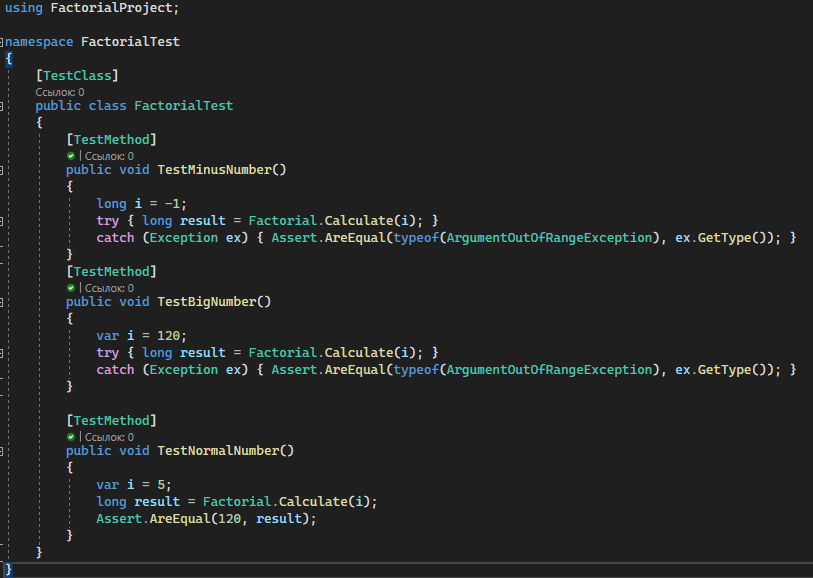 using FactorialProject;
namespace FactorialTest
{
[TestClass]
Ссылок: 0
public class FactorialTest
{
[TestMethod]
| Ссылок: 0
public void TestMinusNumber()
{
long i = -1;
try { long result = Factorial.Calculate(i); }
catch (Exception ex) { Assert.AreEqual(typeof(ArgumentOutOfRangeException), ex.GetType()); }
}
[TestMethod]
| Ссылок: 0
public void TestBigNumber()
{
var i = 120;
try { long result = Factorial.Calculate(i); }
catch (Exception ex) { Assert.AreEqual(typeof(ArgumentOutOfRangeException), ex.GetType()); }
}
[TestMethod]
| Ссылок: 0
public void TestNormalNumber()
{
var i = 5;
long result = Factorial.Calculate(i);
Assert.AreEqual(120, result);
}
}
}